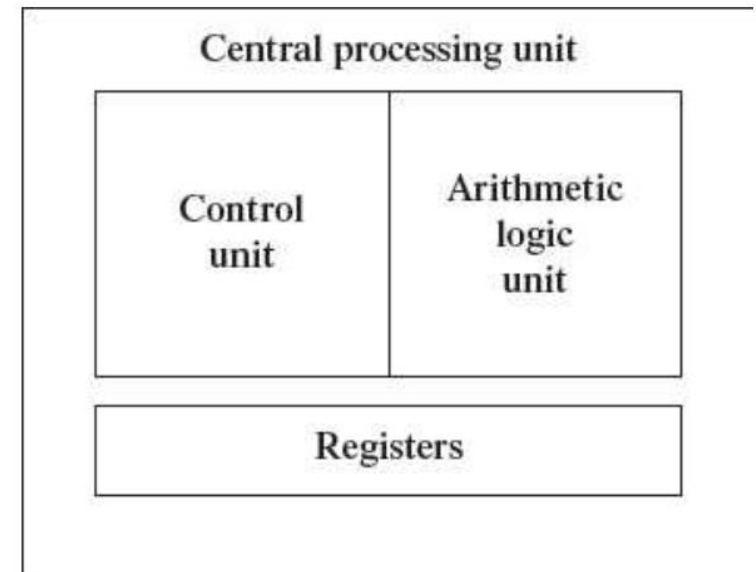 Central processing unit
Control
unit
Arithmetic
logic
unit
Registers